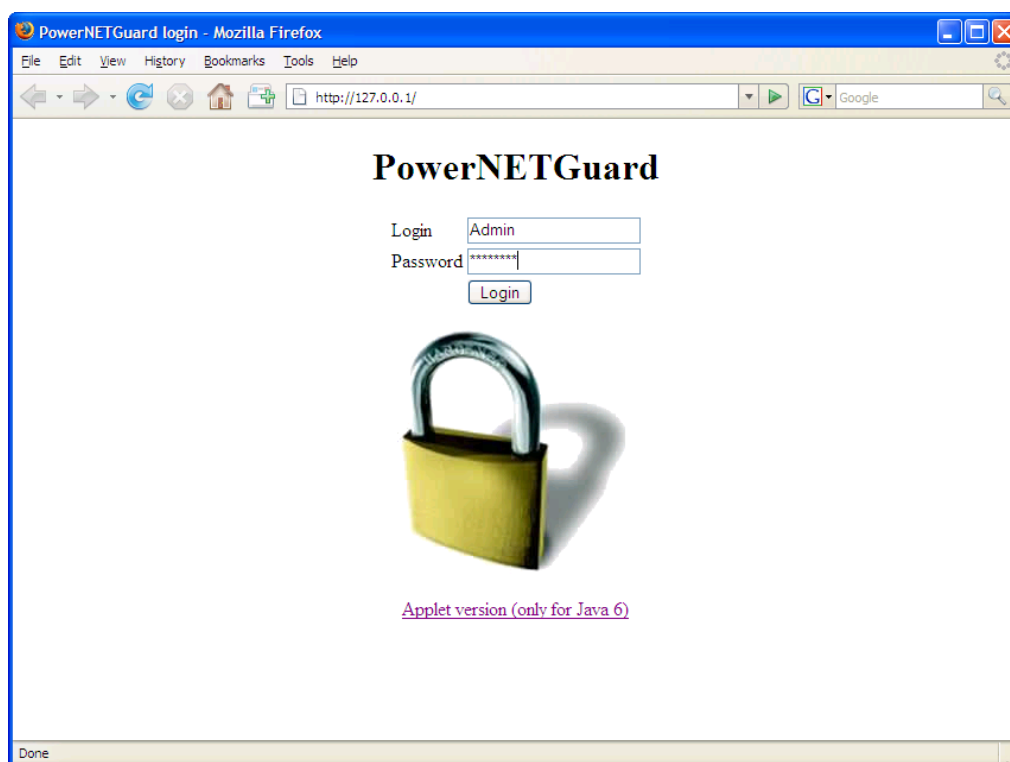 PowerNETGuard login - Mozilla Firefox
File Edit View History Bookmarks Tools Help
http://127.0.0.1/ G Google
PowerNETGuard
Login Admin
Password ********
Login
Applet version (only for Java 6)
Done